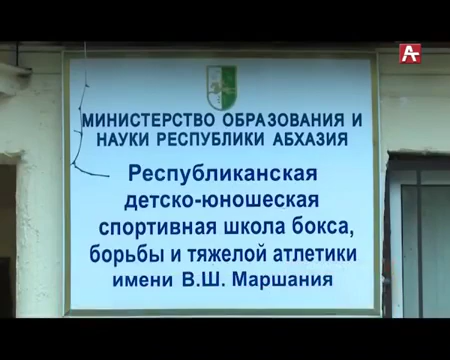 МИНИСТЕРСТВО ОБРАЗОВАНИЯ И
НАУКИ РЕСПУБЛИКИ АБХАЗИЯ
Республиканская
детско-юношеская
спортивная школа бокса,
борьбы и тяжелой атлетики
имени В.Ш. Маршания